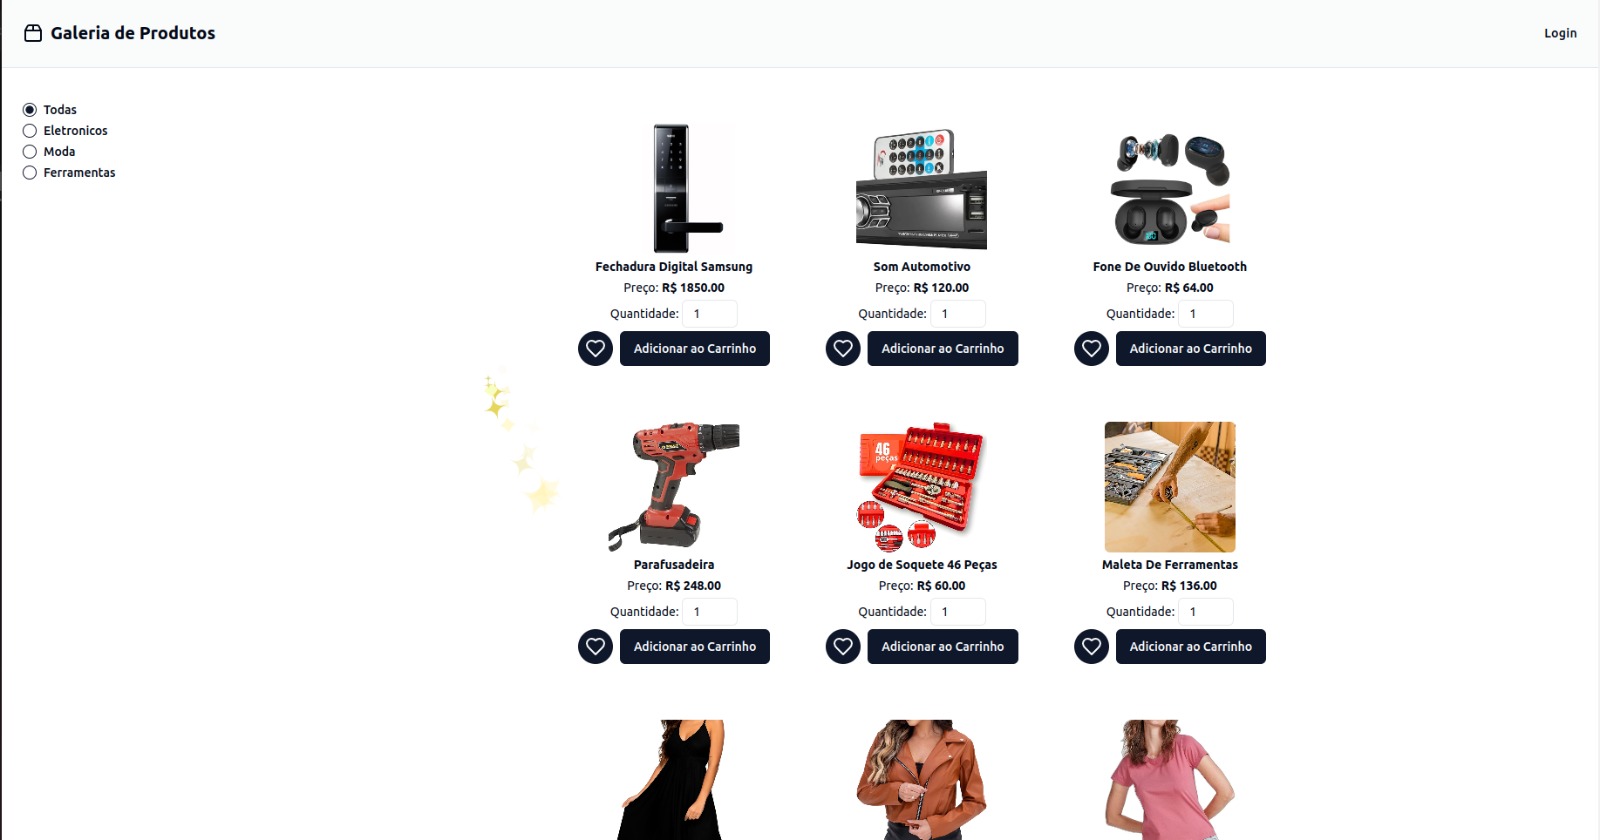 Galeria de Produtos
Login
Todas
Eletronicos
Moda
Ferramentas
Fechadura Digital Samsung
Preço: R$ 1850.00
Quantidade: 1
Adicionar ao Carrinho
Som Automotivo
Preço: R$ 120.00
Quantidade: 1
Adicionar ao Carrinho
Fone De Ouvido Bluetooth
Preço: R$ 64.00
Quantidade: 1
Adicionar ao Carrinho
Parafusadeira
Preço: R$ 248.00
Quantidade: 1
Adicionar ao Carrinho
46
peças
Jogo de Soquete 46 Peças
Preço: R$ 60.00
Quantidade: 1
Adicionar ao Carrinho
Maleta De Ferramentas
Preço: R$ 136.00
Quantidade: 1
Adicionar ao Carrinho